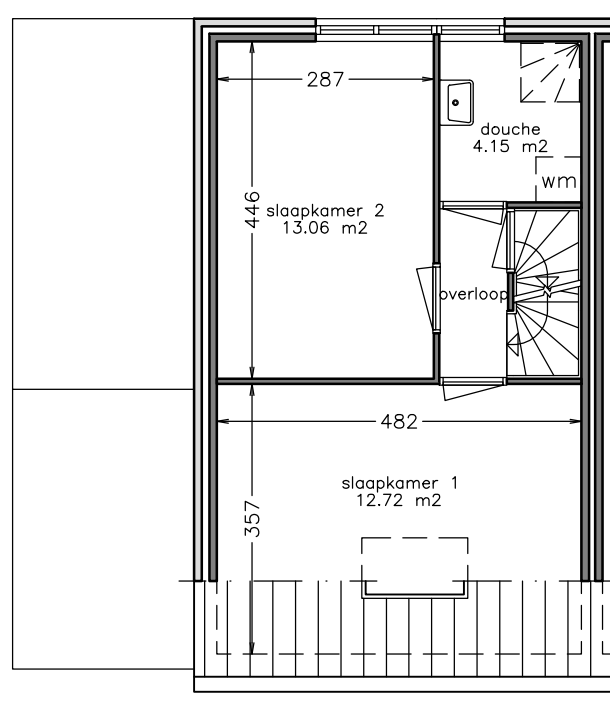 287
douche
4.15 m2
wm
446
slaapkamer 2
13.06 m2
overloop
482
slaapkamer 1
12.72 m2
357